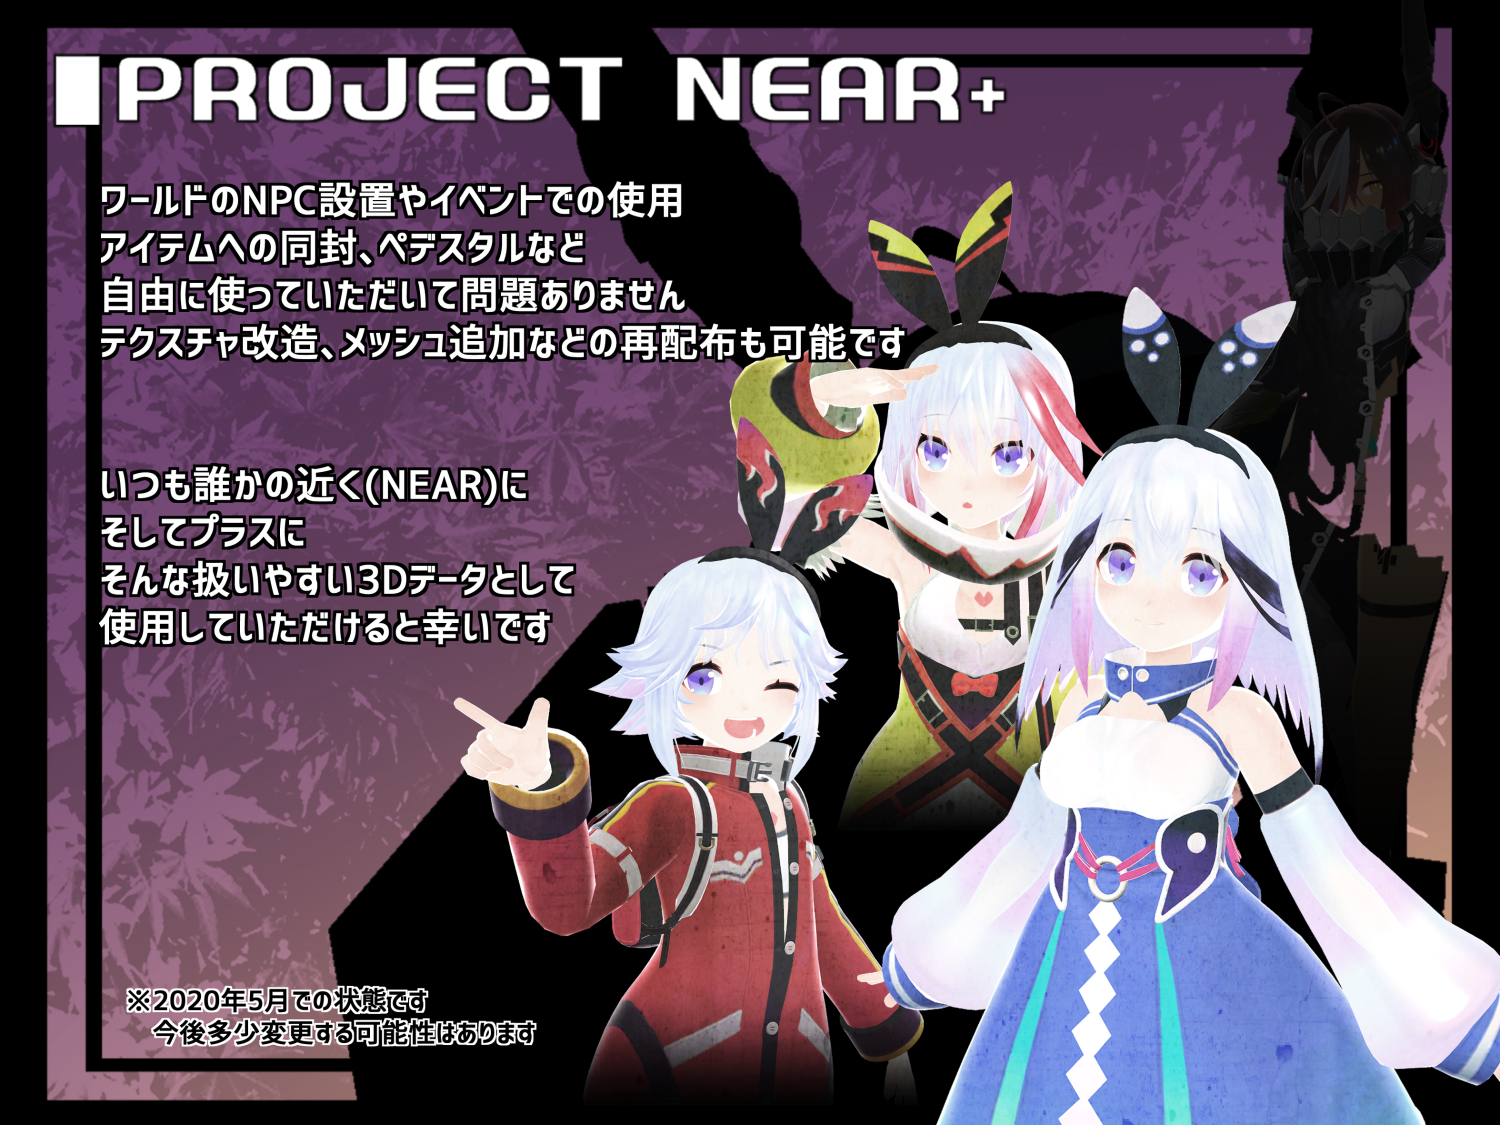 PROJECT NEAR+
ワールドのNPC設置やイベントでの使用
アイテムへの同封、ペデスタルなど
自由に使っていただいて問題ありません
テクスチャ改造、メッシュ追加などの再配布も可能です
いつも誰かの近く(NEAR)に
そしてプラスに
そんな扱いやすい3Dデータとして
使用していただけると幸いです
※2020年5月での状態です
今後多少変更する可能性はあります